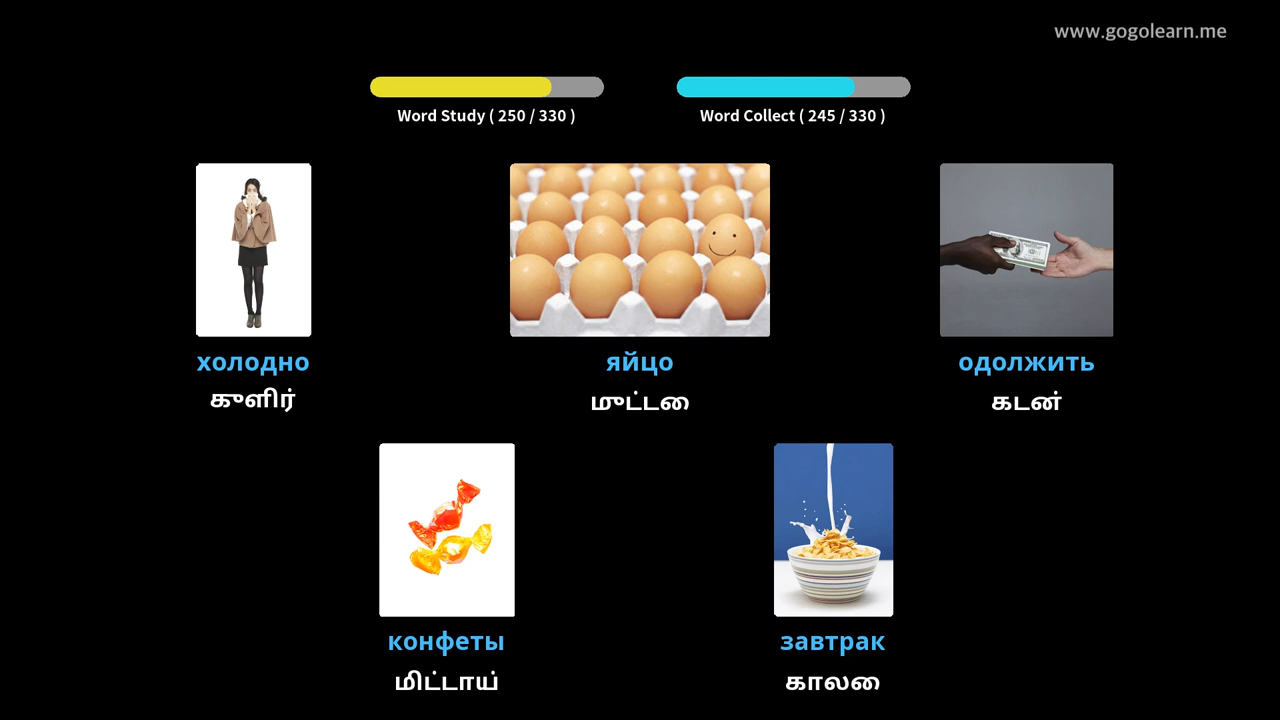 www.gogolearn.me
Word Study ( 250 / 330 )
Word Collect ( 245 / 330 )
холодно
яйцо
одолжить
குளிர்
முட்டை
கடன்
конфеты
завтрак
மிட்டாய்
காலை